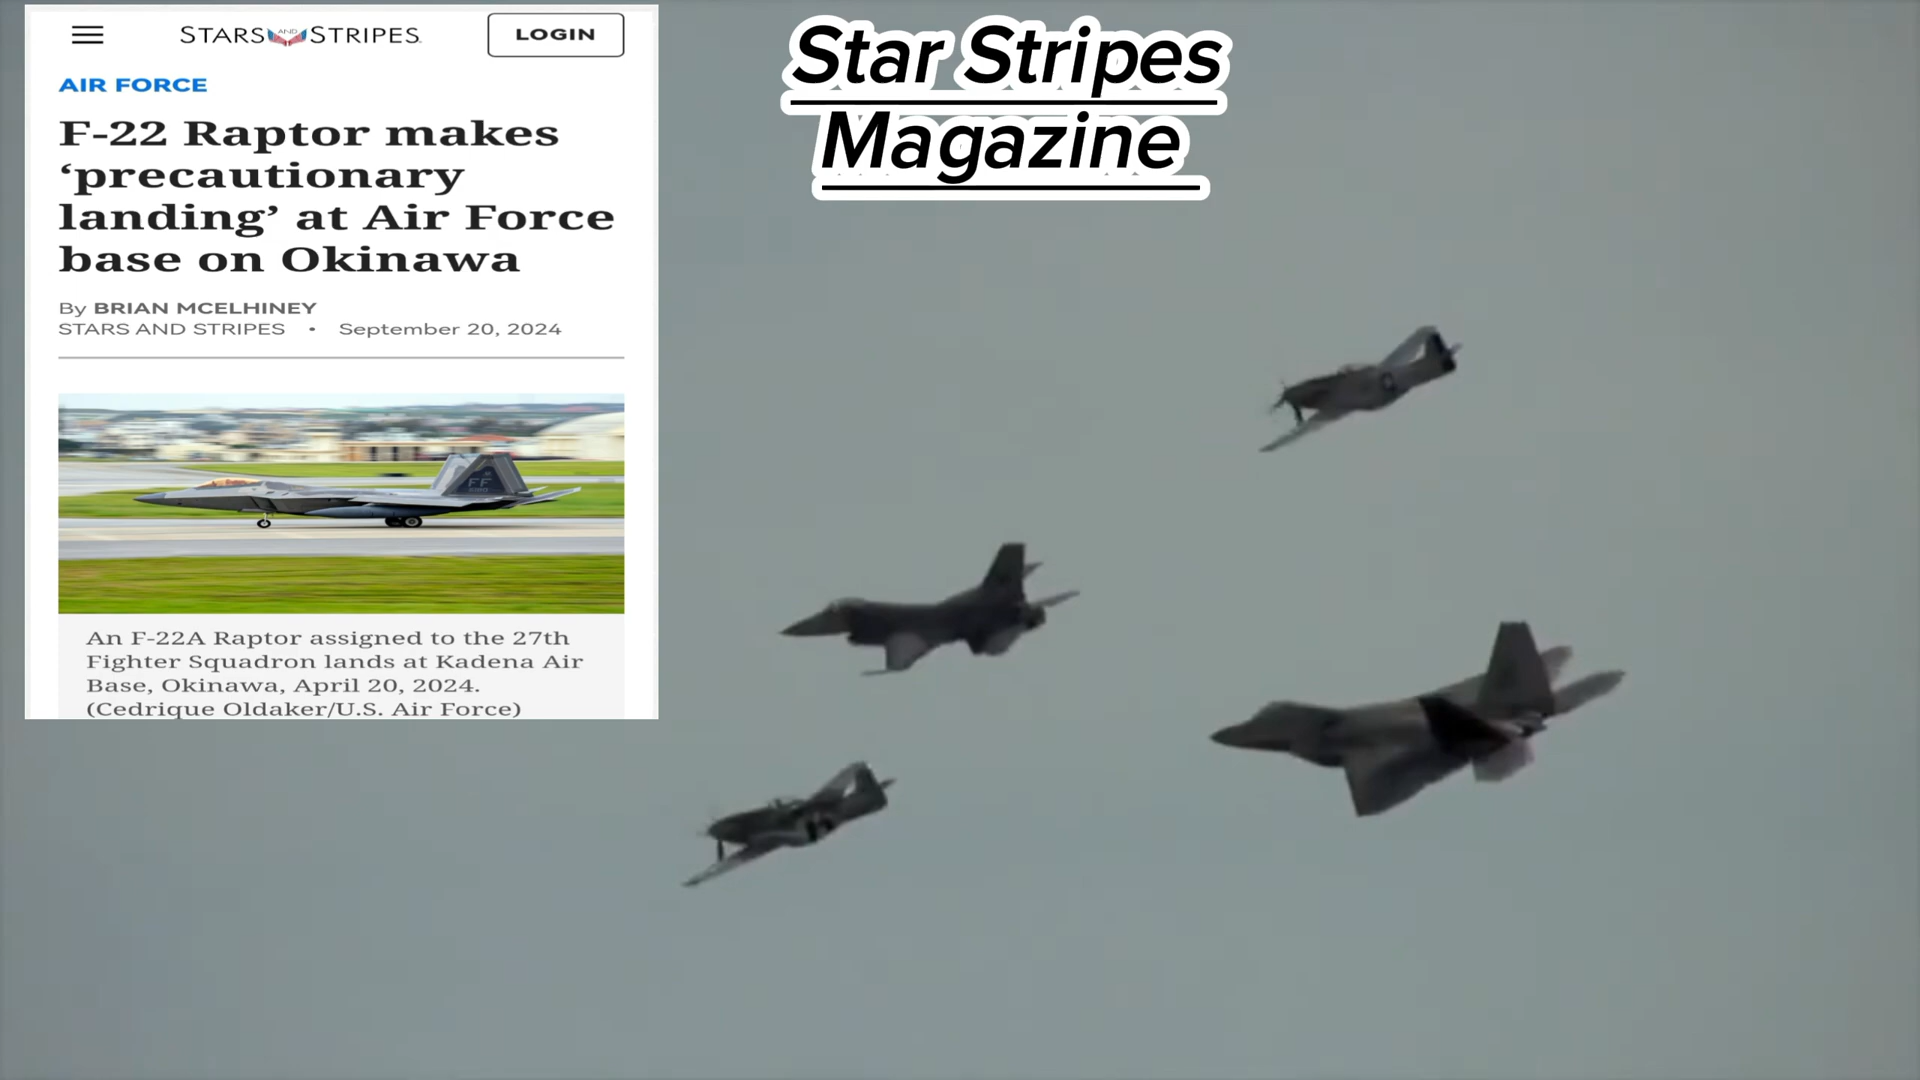 STARS AND STRIPES.
LOGIN
AIR FORCE
F-22 Raptor makes
‘precautionary
landing’ at Air Force
base on Okinawa
By BRIAN MCELHINEY
STARS AND STRIPES • September 20, 2024
FF
An F-22A Raptor assigned to the 27th
Fighter Squadron lands at Kadena Air
Base, Okinawa, April 20, 2024.
(Cedrique Oldaker/U.S. Air Force)
Star Stripes
Magazine